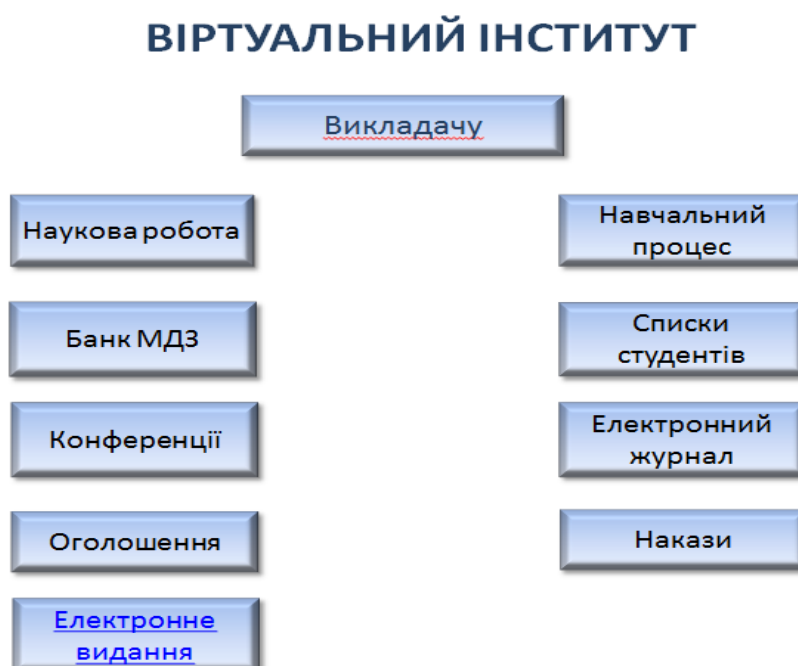 ВІРТУАЛЬНИЙ ІНСТИТУТ
Викладачу
Наукова робота
Банк МДЗ
Конференції
Оголошення
Електронне
видання
Навчальний
процес
Списки
студентів
Електронний
журнал
Накази